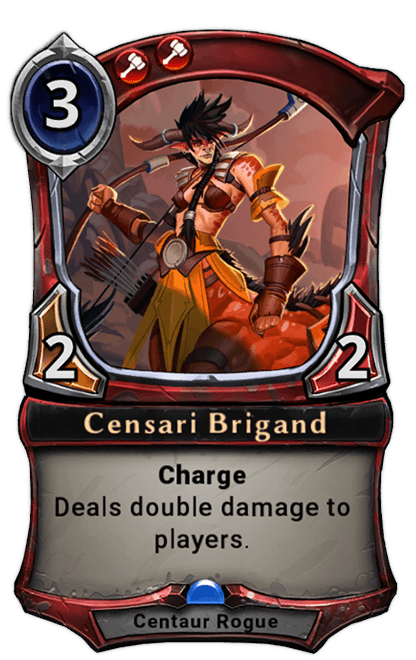 3
2
2
Censari Brigand
Charge
Deals double damage to
players.
Centaur Rogue